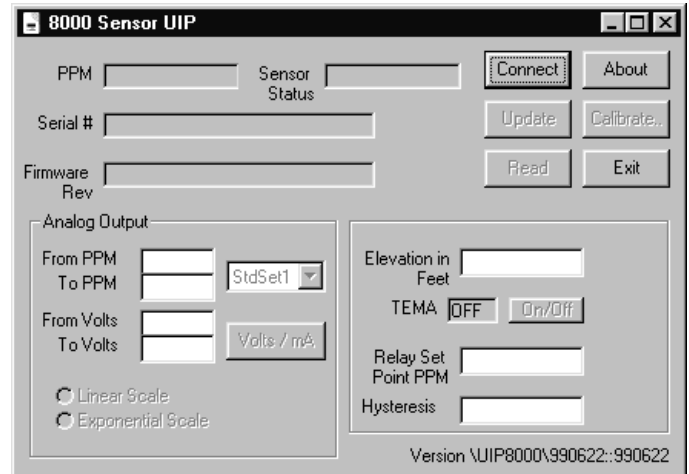 8000 Sensor UIP
PPM
Sensor Status
Connect
About
Serial #
Update
Calibrate..
Firmware Rev
Read
Exit
Analog Output
From PPM
To PPM
StdSet1
From Volts
To Volts
Volts / mA
Linear Scale
Exponential Scale
Elevation in
Feet
TEMA OFF On/Off
Relay Set
Point PPM
Hysteresis
Version \UIP8000\990622::990622